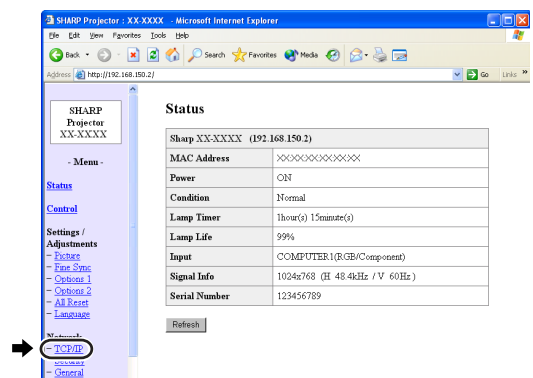 SHARP Projector : XX-XXXX - Microsoft Internet Explorer
File Edit View Favorites Tools Help
Back Search Favorites Media
Address http://192.168.150.2/ Go Links »
SHARP
Projector
XX-XXXX
- Menu -
Status
Control
Settings /
Adjustments
– Picture
– Fine Sync
– Options 1
– Options 2
– All Reset
– Language
Network
– TCP/IP
– Security
– General
Status
Sharp XX-XXXX (192.168.150.2)
MAC Address XXXXXXXXXXXX
Power ON
Condition Normal
Lamp Timer 1hour(s) 15minute(s)
Lamp Life 99%
Input COMPUTER1(RGB/Component)
Signal Info 1024x768 (H 48.4kHz / V 60Hz )
Serial Number 123456789
Refresh